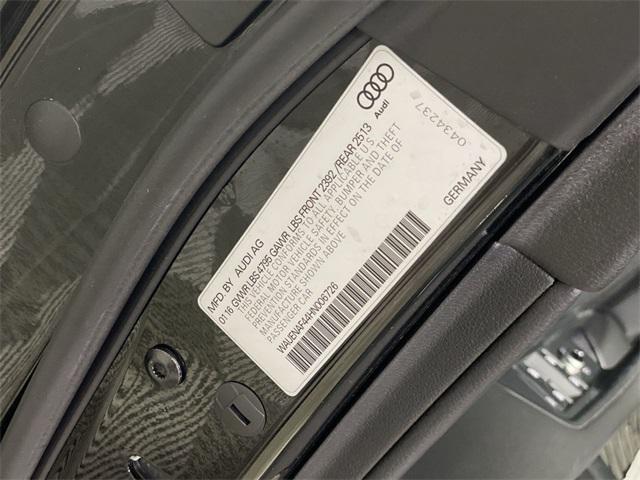 Audi
0434237
MFD BY AUDI AG
01.16 GVWR LBS 4795 GAWR LBS FRONT 2392 /REAR 2513
THIS VEHICLE CONFORMS TO ALL APPLICABLE U S
FEDERAL MOTOR VEHICLE SAFETY, BUMPER AND THEFT
PREVENTION STANDARDS IN EFFECT ON THE DATE OF
MANUFACTURE SHOWN ABOVE
PASSENGER CAR
GERMANY
WAUENAF44HN006726